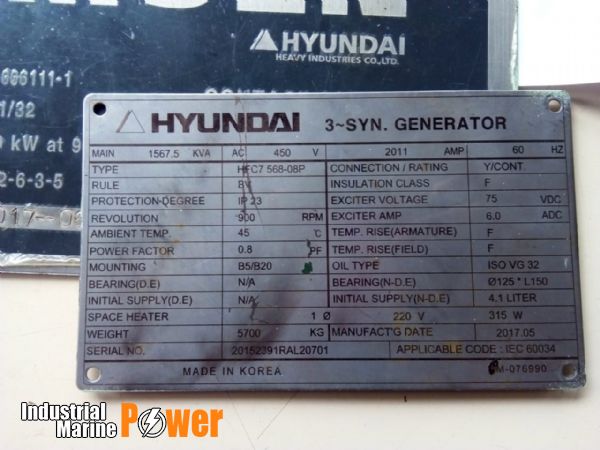 HYUNDAI
HEAVY INDUSTRIES CO.,LTD.
666111-1
1/32
kW at 9
2-6-3-5
HYUNDAI 3~SYN. GENERATOR
MAIN 1567.5 KVA AC 450 V 2011 AMP 60 HZ
TYPE HFC7 568-08P CONNECTION / RATING Y/CONT.
RULE BV INSULATION CLASS F
PROTECTION-DEGREE IP 23 EXCITER VOLTAGE 75 VDC
REVOLUTION 900 RPM EXCITER AMP 6.0 ADC
AMBIENT TEMP. 45 ℃ TEMP. RISE(ARMATURE) F
POWER FACTOR 0.8 PF TEMP. RISE(FIELD) F
MOUNTING B5/B20 OIL TYPE ISO VG 32
BEARING(D.E) N/A BEARING(N-D.E) Ø125 * L150
INITIAL SUPPLY(D.E) N/A INITIAL SUPPLY(N-D.E) 4.1 LITER
SPACE HEATER 1 Ø 220 V 315 W
WEIGHT 5700 KG MANUFACT'G DATE 2017.05
SERIAL NO. 20152391RAL20701 APPLICABLE CODE : IEC 60034
MADE IN KOREA M-076990
Industrial
Marine Power